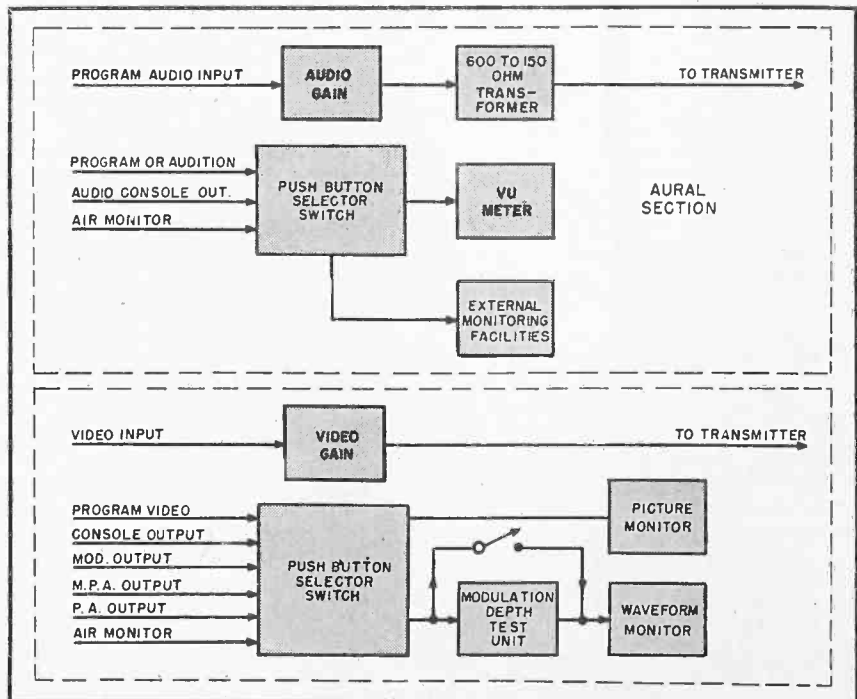 PROGRAM AUDIO INPUT
AUDIO
GAIN
600 TO 150
OHM
TRANS-
FORMER
TO TRANSMITTER
PROGRAM OR AUDITION
AUDIO CONSOLE OUT.
AIR MONITOR
PUSH BUTTON
SELECTOR
SWITCH
VU
METER
AURAL
SECTION
EXTERNAL
MONITORING
FACILITIES
VIDEO INPUT
VIDEO
GAIN
TO TRANSMITTER
PROGRAM VIDEO
CONSOLE OUTPUT
MOD. OUTPUT
M.P.A. OUTPUT
P.A. OUTPUT
AIR MONITOR
PUSH BUTTON
SELECTOR
SWITCH
PICTURE
MONITOR
MODULATION
DEPTH
TEST
UNIT
WAVEFORM
MONITOR